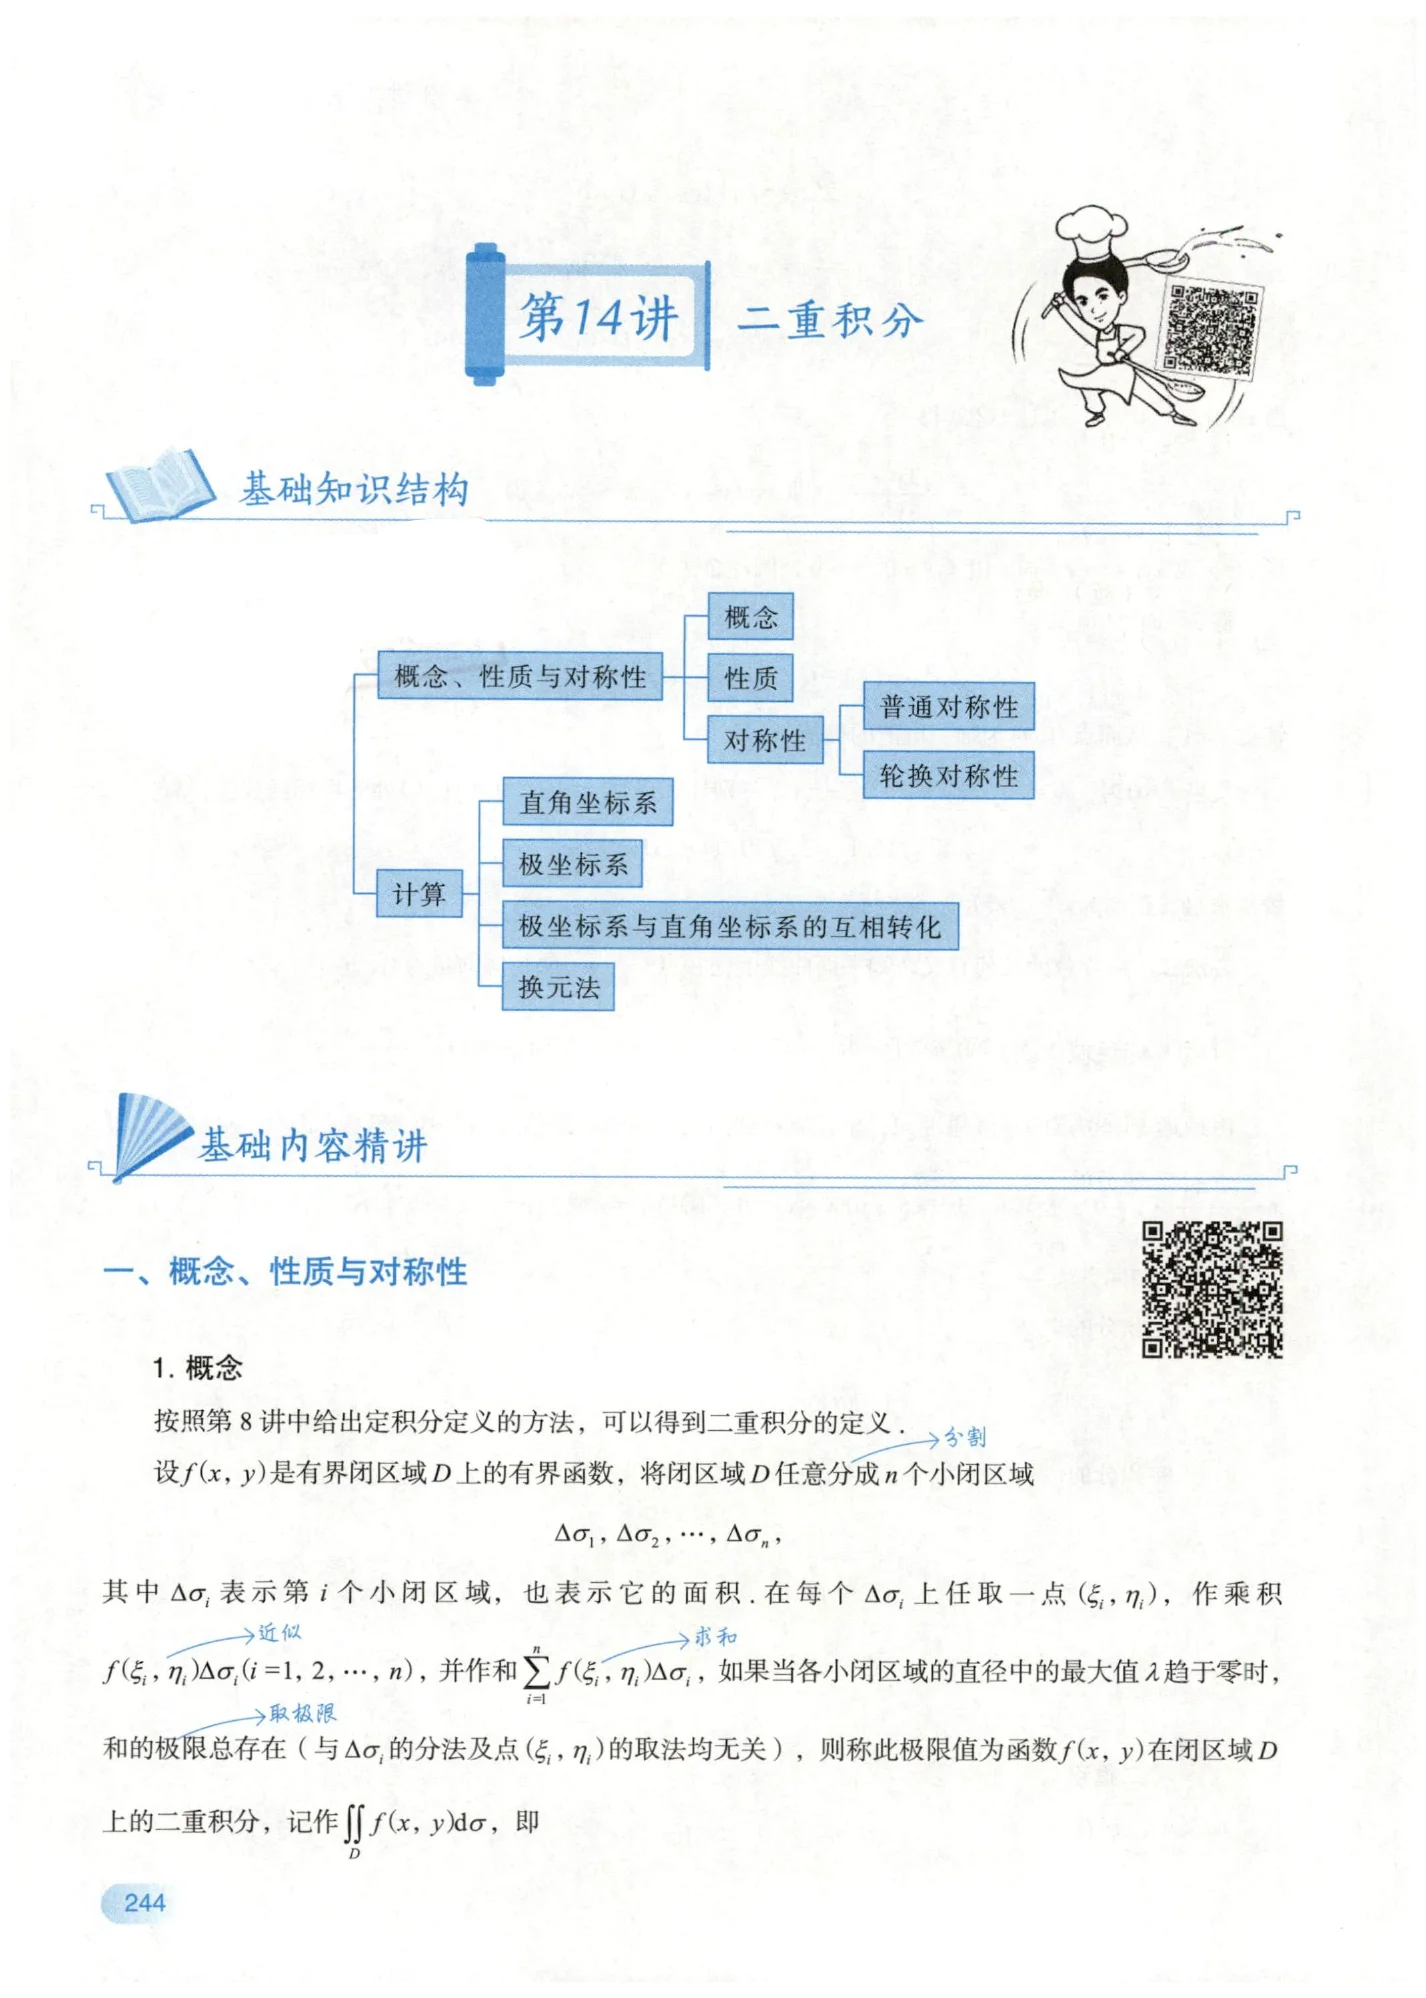 第14讲 二重积分
基础知识结构
概念
概念、性质与对称性
性质
普通对称性
对称性
轮换对称性
直角坐标系
极坐标系
计算
极坐标系与直角坐标系的互相转化
换元法
基础内容精讲
一、概念、性质与对称性
1. 概念
按照第 8 讲中给出定积分定义的方法，可以得到二重积分的定义.
分割
设f(x, y)是有界闭区域D上的有界函数，将闭区域D任意分成n个小闭区域
Δσ₁, Δσ₂, ⋯, Δσₙ,
其中Δσᵢ表示第i个小闭区域，也表示它的面积.在每个Δσᵢ上任取一点(ξᵢ, ηᵢ)，作乘积
近似 求和
f(ξᵢ, ηᵢ)Δσᵢ(i=1, 2, ⋯, n)，并作和∑ᵢ₌₁ⁿ f(ξᵢ, ηᵢ)Δσᵢ，如果当各小闭区域的直径中的最大值λ趋于零时，
取极限
和的极限总存在（与Δσᵢ的分法及点(ξᵢ, ηᵢ)的取法均无关），则称此极限值为函数f(x, y)在闭区域D
上的二重积分，记作∬_D f(x, y)dσ，即
244